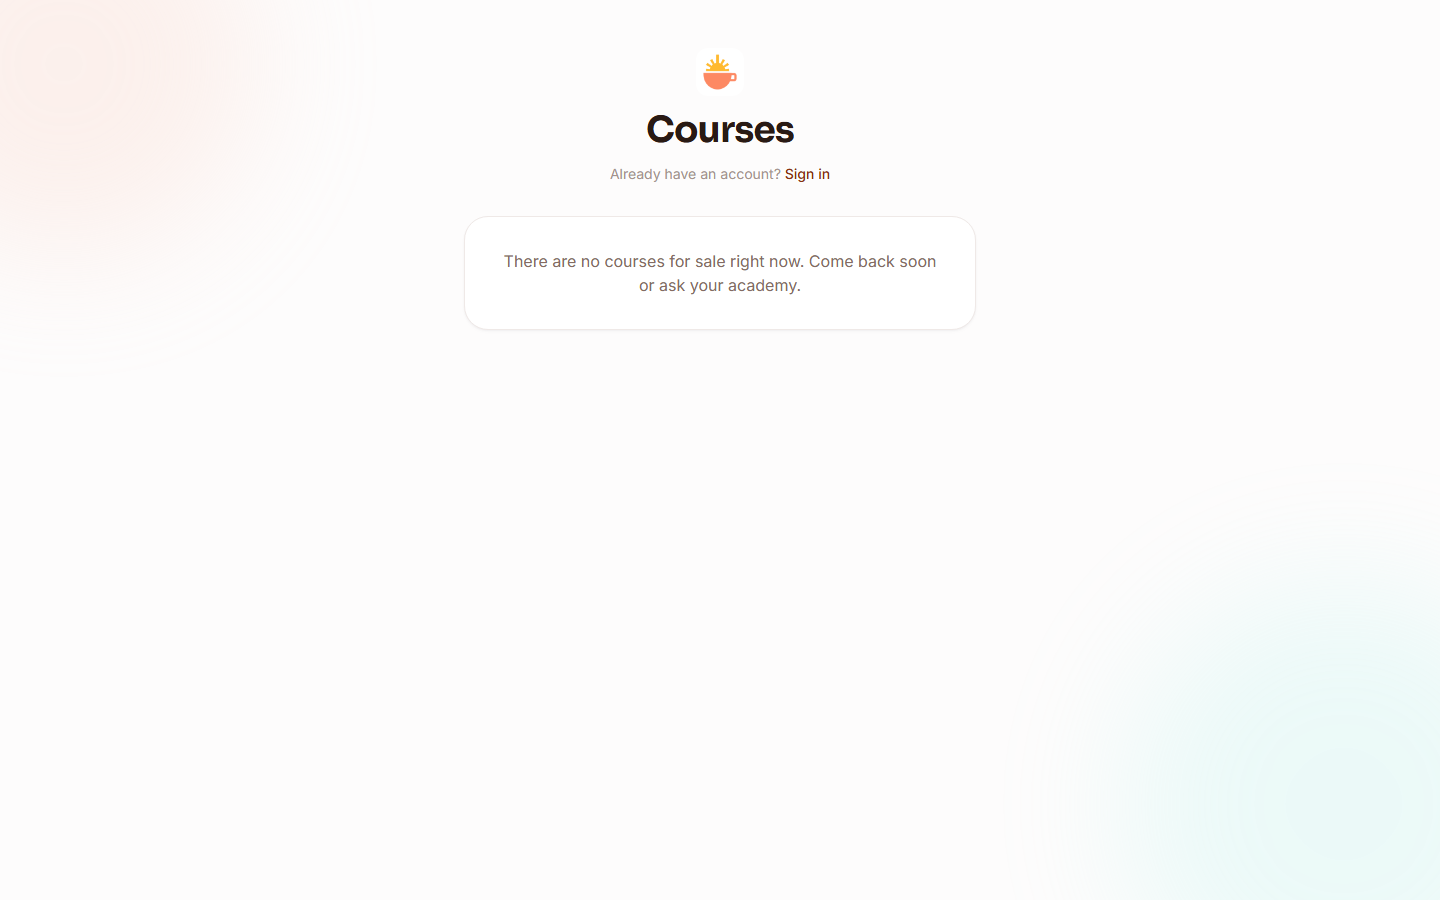 Courses
Already have an account? Sign in
There are no courses for sale right now. Come back soon
or ask your academy.